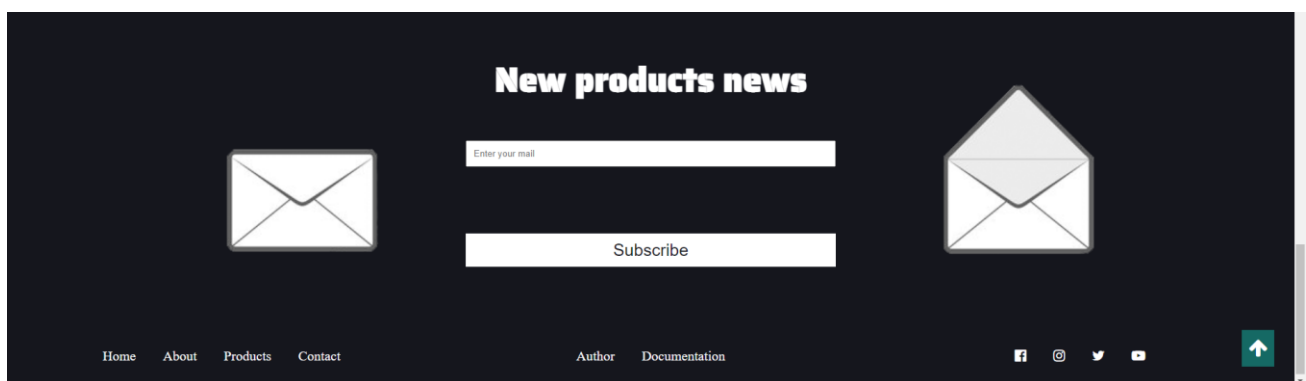 New products news
Enter your mail
Subscribe
Home About Products Contact Author Documentation